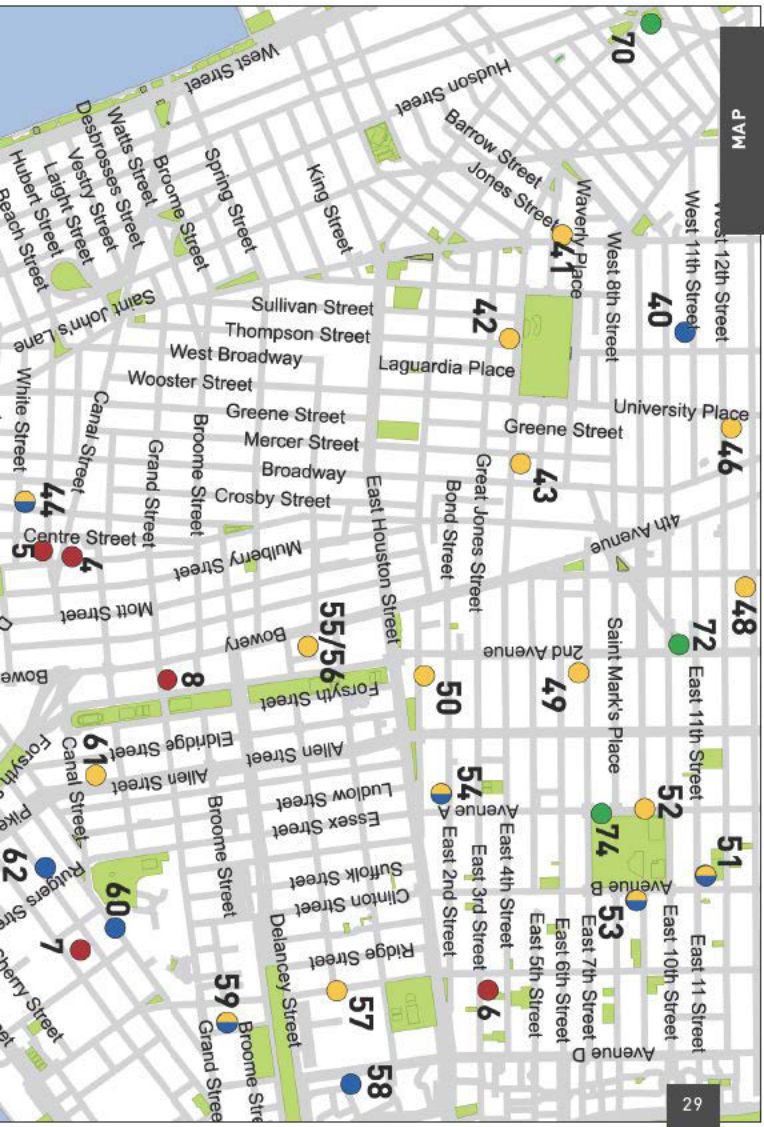 MAP
70
West Street
Hudson Street
Barrow Street
Jones Street
Waverly Place
West 8th Street
West 11th Street
West 12th Street
Watts Street
Desbrosses Street
Vestry Street
Laight Street
Hubert Street
Beach Street
Broome Street
Spring Street
King Street
41
40
42
Saint John's Lane
Sullivan Street
Thompson Street
West Broadway
Wooster Street
Laguardia Place
University Place
Greene Street
46
Greene Street
Mercer Street
Broadway
Crosby Street
White Street
Canal Street
Grand Street
Broome Street
43
Great Jones Street
Bond Street
East Houston Street
44
Centre Street
5
4
Mulberry Street
Mott Street
4th Avenue
48
72
Bowery
55/56
2nd Avenue
49
50
8
Bowe
Forsyth Street
Saint Mark's Place
East 11th Street
Eldridge Street
Allen Street
Allen Street
61
Canal Street
Forsyth
Pike
Ludlow Street
Essex Street
54
Avenue A
52
74
51
Broome Street
Suffolk Street
Clinton Street
62
Rutgers Stre
60
7
Cherry Street
East 2nd Street
East 3rd Street
East 4th Street
Avenue B
53
East 5th Street
East 6th Street
East 7th Street
East 10th Street
East 11 Street
Ridge Street
Delancey Street
57
6
59
Grand Stree
Broome Stre
58
Avenue D
29